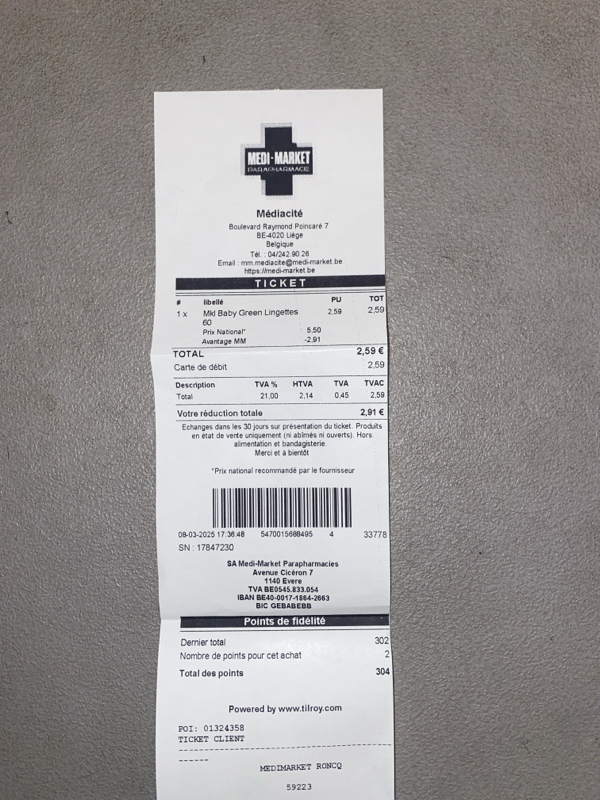 MEDI-MARKET
PARAPHARMACIE
Médiacité
Boulevard Raymond Poincaré 7
BE-4020 Liège
Belgique
Tél. : 04/242.90.26
Email : mm.mediacite@medi-market.be
https://medi-market.be
TICKET
# libellé PU TOT
1 x Mkl Baby Green Lingettes 2,59 2,59
60
Prix National* 5,50
Avantage MM -2,91
TOTAL 2,59 €
Carte de débit 2,59
Description TVA % HTVA TVA TVAC
Total 21,00 2,14 0,45 2,59
Votre réduction totale 2,91 €
Echanges dans les 30 jours sur présentation du ticket. Produits
en état de vente uniquement (ni abîmés ni ouverts). Hors
alimentation et bandagisterie.
Merci et à bientôt
*Prix national recommandé par le fournisseur
08-03-2025 17:36:48 5470015688495 4 33778
SN : 17847230
SA Medi-Market Parapharmacies
Avenue Cicéron 7
1140 Evere
TVA BE0545.833.054
IBAN BE40-0017-1864-2663
BIC GEBABEBB
Points de fidélité
Dernier total 302
Nombre de points pour cet achat 2
Total des points 304
Powered by www.tilroy.com
POI: 01324358
TICKET CLIENT
MEDIMARKET RONCQ
59223